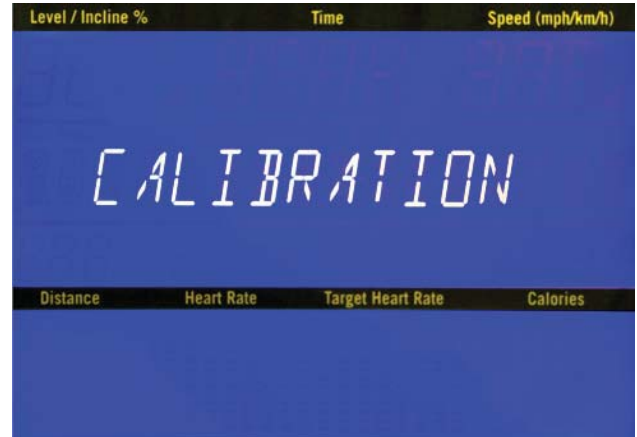 Level / Incline % Time Speed (mph/km/h)
CALIBRATION
Distance Heart Rate Target Heart Rate Calories